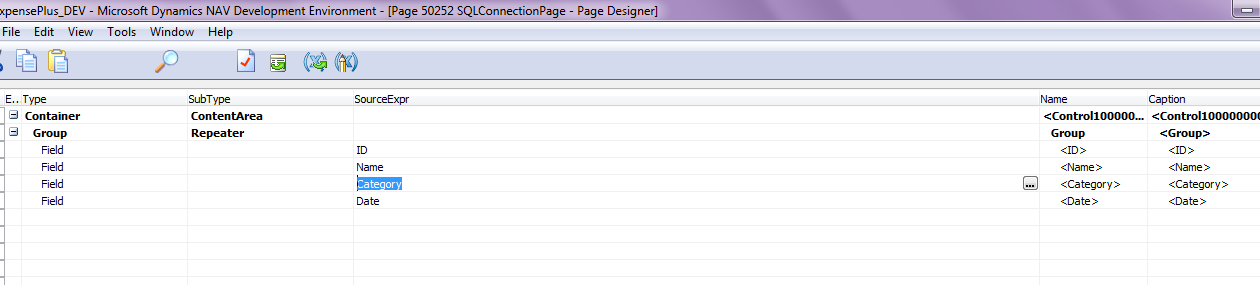 xpensePlus_DEV - Microsoft Dynamics NAV Development Environment - [Page 50252 SQLConnectionPage - Page Designer]
File Edit View Tools Window Help
E.. Type SubType SourceExpr Name Caption
Container ContentArea <Control100000... <Control1000000000
Group Repeater Group <Group>
Field ID <ID> <ID>
Field Name <Name> <Name>
Field Category ... <Category> <Category>
Field Date <Date> <Date>